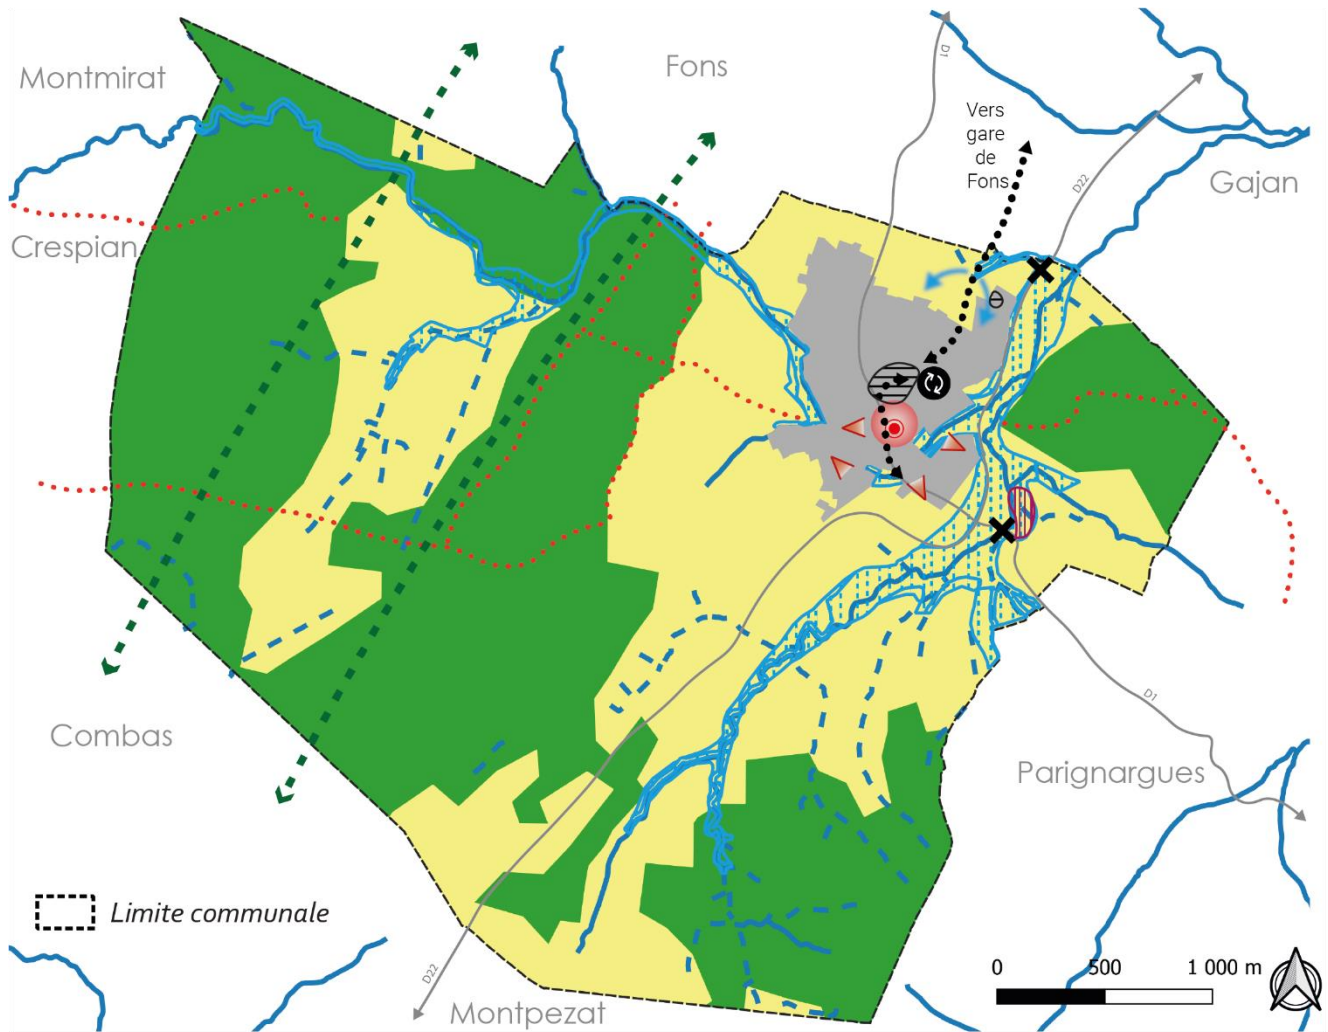 Montmirat
Fons
D1
Vers
gare
de
Fons
D22
Gajan
Crespian
Combas
D1
Parignargues
Limite communale
D22
Montpezat
0 500 1 000 m